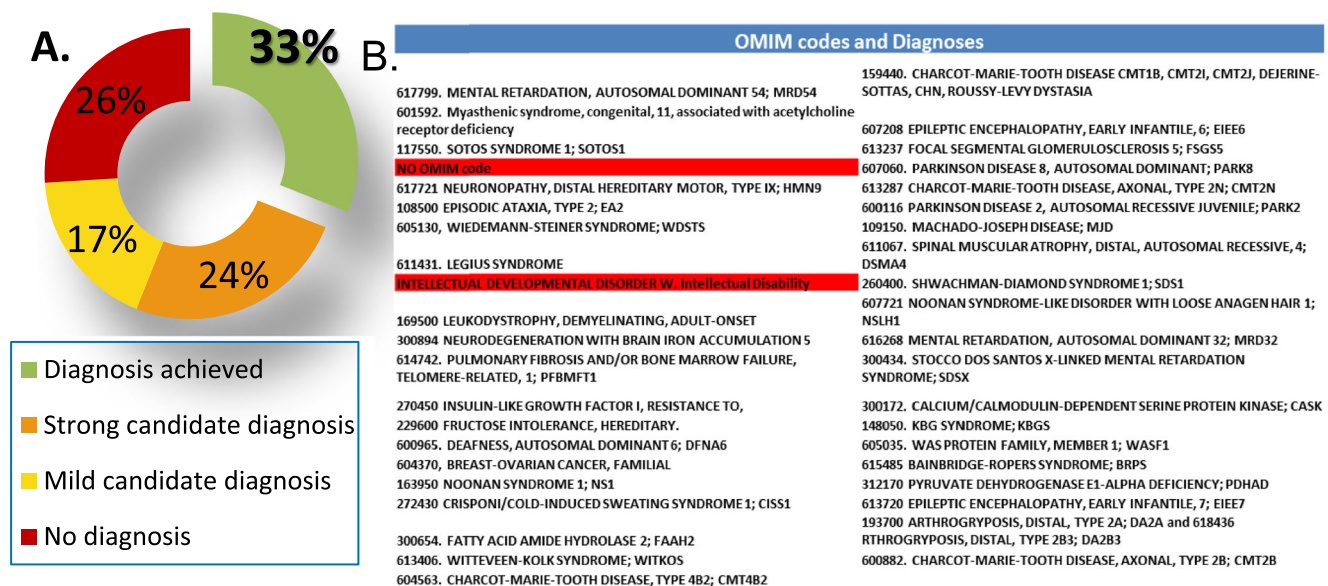 A.
33%
26%
17%
24%
Diagnosis achieved
Strong candidate diagnosis
Mild candidate diagnosis
No diagnosis
B.
OMIM codes and Diagnoses
617799. MENTAL RETARDATION, AUTOSOMAL DOMINANT 54; MRD54
601592. Myasthenic syndrome, congenital, 11, associated with acetylcholine
receptor deficiency
117550. SOTOS SYNDROME 1; SOTOS1
NO OMIM code
617721 NEURONOPATHY, DISTAL HEREDITARY MOTOR, TYPE IX; HMN9
108500 EPISODIC ATAXIA, TYPE 2; EA2
605130, WIEDEMANN-STEINER SYNDROME; WDSTS
611431. LEGIUS SYNDROME
INTELLECTUAL DEVELOPMENTAL DISORDER W. Intellectual Disability
169500 LEUKODYSTROPHY, DEMYELINATING, ADULT-ONSET
300894 NEURODEGENERATION WITH BRAIN IRON ACCUMULATION 5
614742. PULMONARY FIBROSIS AND/OR BONE MARROW FAILURE,
TELOMERE-RELATED, 1; PFBMFT1
270450 INSULIN-LIKE GROWTH FACTOR I, RESISTANCE TO,
229600 FRUCTOSE INTOLERANCE, HEREDITARY.
600965. DEAFNESS, AUTOSOMAL DOMINANT 6; DFNA6
604370, BREAST-OVARIAN CANCER, FAMILIAL
163950 NOONAN SYNDROME 1; NS1
272430 CRISPONI/COLD-INDUCED SWEATING SYNDROME 1; CISS1
300654. FATTY ACID AMIDE HYDROLASE 2; FAAH2
613406. WITTEVEEN-KOLK SYNDROME; WITKOS
604563. CHARCOT-MARIE-TOOTH DISEASE, TYPE 4B2; CMT4B2
159440. CHARCOT-MARIE-TOOTH DISEASE CMT1B, CMT2I, CMT2J, DEJERINE-
SOTTAS, CHN, ROUSSY-LEVY DYSTASIA
607208 EPILEPTIC ENCEPHALOPATHY, EARLY INFANTILE, 6; EIEE6
613237 FOCAL SEGMENTAL GLOMERULOSCLEROSIS 5; FSGS5
607060. PARKINSON DISEASE 8, AUTOSOMAL DOMINANT; PARK8
613287 CHARCOT-MARIE-TOOTH DISEASE, AXONAL, TYPE 2N; CMT2N
600116 PARKINSON DISEASE 2, AUTOSOMAL RECESSIVE JUVENILE; PARK2
109150. MACHADO-JOSEPH DISEASE; MJD
611067. SPINAL MUSCULAR ATROPHY, DISTAL, AUTOSOMAL RECESSIVE, 4;
DSMA4
260400. SHWACHMAN-DIAMOND SYNDROME 1; SDS1
607721 NOONAN SYNDROME-LIKE DISORDER WITH LOOSE ANAGEN HAIR 1;
NSLH1
616268 MENTAL RETARDATION, AUTOSOMAL DOMINANT 32; MRD32
300434. STOCCO DOS SANTOS X-LINKED MENTAL RETARDATION
SYNDROME; SDSX
300172. CALCIUM/CALMODULIN-DEPENDENT SERINE PROTEIN KINASE; CASK
148050. KBG SYNDROME; KBGS
605035. WAS PROTEIN FAMILY, MEMBER 1; WASF1
615485 BAINBRIDGE-ROPERS SYNDROME; BRPS
312170 PYRUVATE DEHYDROGENASE E1-ALPHA DEFICIENCY; PDHAD
613720 EPILEPTIC ENCEPHALOPATHY, EARLY INFANTILE, 7; EIEE7
193700 ARTHROGRYPOSIS, DISTAL, TYPE 2A; DA2A and 618436
RTHROGRYPOSIS, DISTAL, TYPE 2B3; DA2B3
600882. CHARCOT-MARIE-TOOTH DISEASE, AXONAL, TYPE 2B; CMT2B